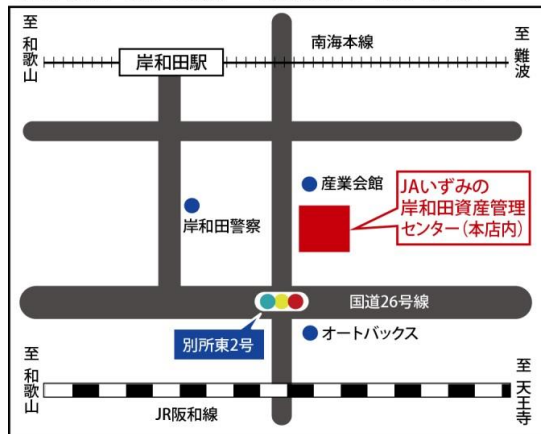 至 和歌山
南海本線
至 難波
岸和田駅
産業会館
JAいずみの
岸和田資産管理
センター(本店内)
岸和田警察
国道26号線
別所東2号
オートバックス
至 和歌山
至 天王寺
JR阪和線